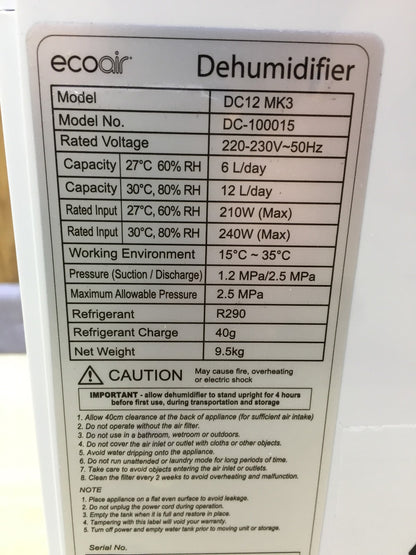 ecoair Dehumidifier
Model DC12 MK3
Model No. DC-100015
Rated Voltage 220-230V~50Hz
Capacity 27°C 60% RH 6 L/day
Capacity 30°C, 80% RH 12 L/day
Rated Input 27°C, 60% RH 210W (Max)
Rated Input 30°C, 80% RH 240W (Max)
Working Environment 15°C ~ 35°C
Pressure (Suction / Discharge) 1.2 MPa/2.5 MPa
Maximum Allowable Pressure 2.5 MPa
Refrigerant R290
Refrigerant Charge 40g
Net Weight 9.5kg
CAUTION May cause fire, overheating
or electric shock
IMPORTANT - allow dehumidifier to stand upright for 4 hours
before first use, during transportation and storage
1. Allow 40cm clearance at the back of appliance (for sufficient air intake)
2. Do not operate without the air filter.
3. Do not use in a bathroom, wetroom or outdoors.
4. Do not cover the air inlet or outlet with cloths or other objects.
5. Avoid water dripping onto the appliance.
6. Do not run unattended or laundry mode for long periods of time.
7. Take care to avoid objects entering the air inlet or outlets.
8. Clean the filter every 2 weeks to avoid overheating and malfunction.
NOTE
1. Place appliance on a flat even surface to avoid leakage.
2. Do not unplug the power cord during operation.
3. Empty the tank when it is full and restore in place.
4. Tampering with this label will void your warranty.
5. Turn off power and empty water tank prior to moving unit or storage.
Serial No.